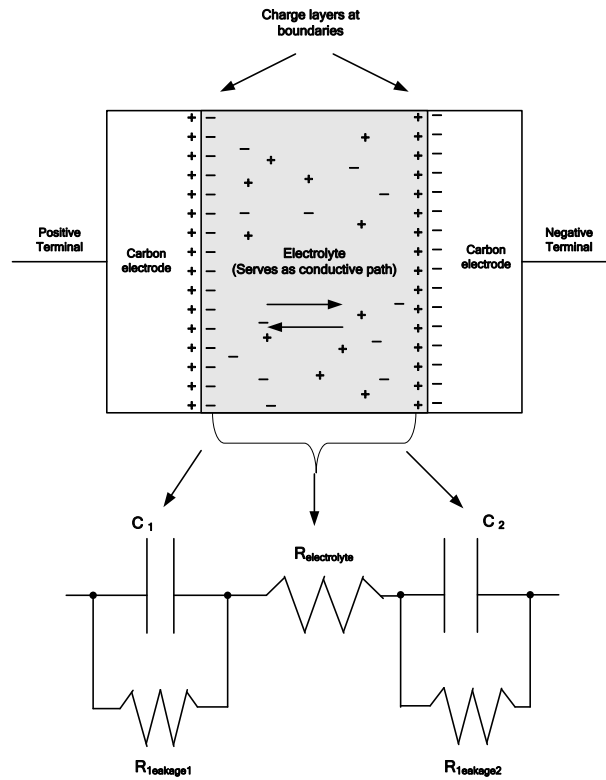 Charge layers at
boundaries
Positive
Terminal
Carbon
electrode
Electrolyte
(Serves as conductive path)
Carbon
electrode
Negative
Terminal
C 1
C 2
Relectrolyte
R1eakage1
R1eakage2